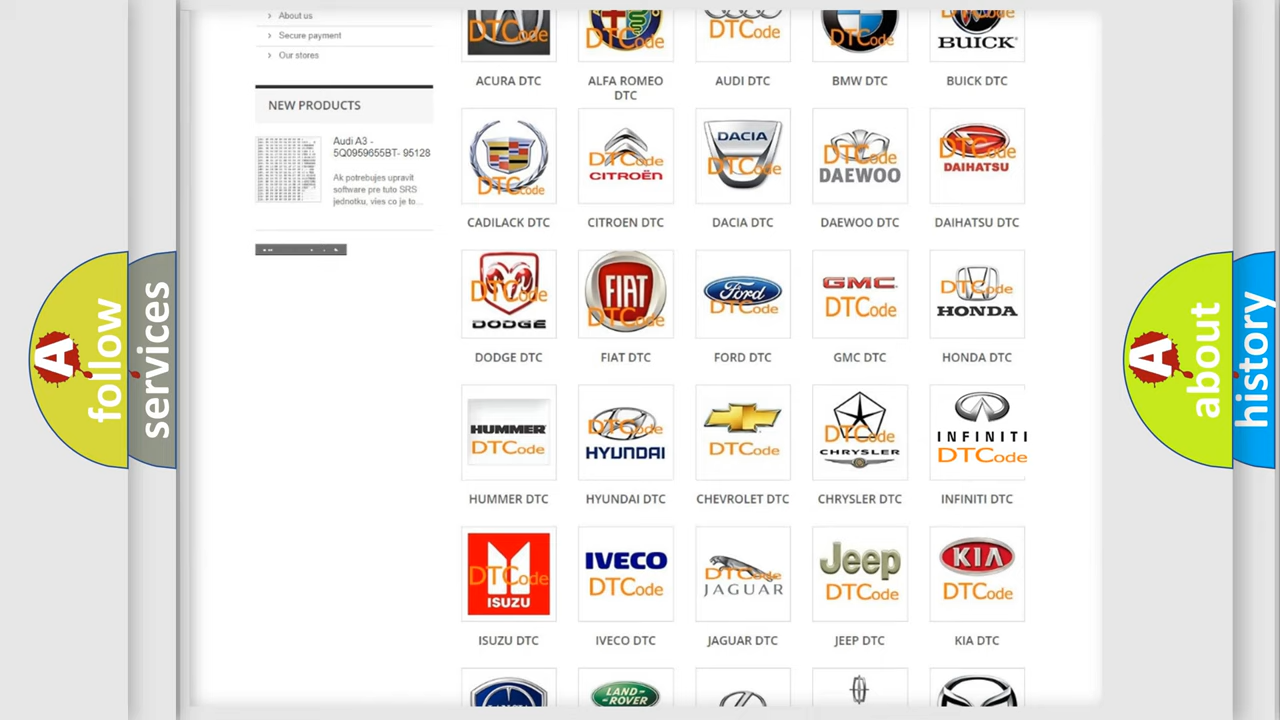 About us
Secure payment
Our stores
NEW PRODUCTS
Audi A3 -
5Q0959655BT- 95128
Ak potrebujes upravit
software pre tuto SRS
jednotku, vies co je to...
DTCode
DTCode
DTCode
DTCode
DTCode
BUICK
ACURA DTC
ALFA ROMEO
DTC
AUDI DTC
BMW DTC
BUICK DTC
DTCode
DTCode
CITROËN
DACIA
DTCode
DTCode
DAEWOO
DTCode
DAIHATSU
CADILACK DTC
CITROEN DTC
DACIA DTC
DAEWOO DTC
DAIHATSU DTC
DTCode
DODGE
FIAT
DTCode
Ford
DTCode
GMC
DTCode
DTCode
HONDA
DODGE DTC
FIAT DTC
FORD DTC
GMC DTC
HONDA DTC
HUMMER
DTCode
DTCode
HYUNDAI
DTCode
DTCode
CHRYSLER
INFINITI
DTCode
HUMMER DTC
HYUNDAI DTC
CHEVROLET DTC
CHRYSLER DTC
INFINITI DTC
DTCode
ISUZU
IVECO
DTCode
DTCode
JAGUAR
Jeep
DTCode
KIA
DTCode
ISUZU DTC
IVECO DTC
JAGUAR DTC
JEEP DTC
KIA DTC
LAND-
ROVER
A follow
services
A about
history